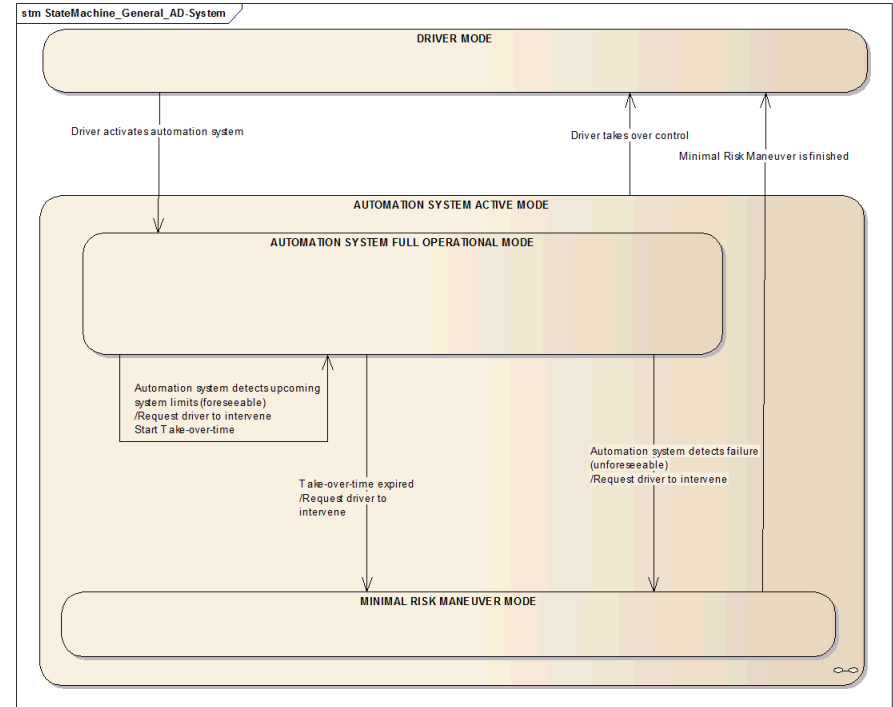 stm StateMachine_General_AD-System
DRIVER MODE
Driver activates automation system
Driver takes over control
Minimal Risk Maneuver is finished
AUTOMATION SYSTEM ACTIVE MODE
AUTOMATION SYSTEM FULL OPERATIONAL MODE
Automation system detects upcoming
system limits (foreseeable)
/Request driver to intervene
Start Take-over-time
Automation system detects failure
(unforeseeable)
/Request driver to intervene
Take-over-time expired
/Request driver to
intervene
MINIMAL RISK MANEUVER MODE